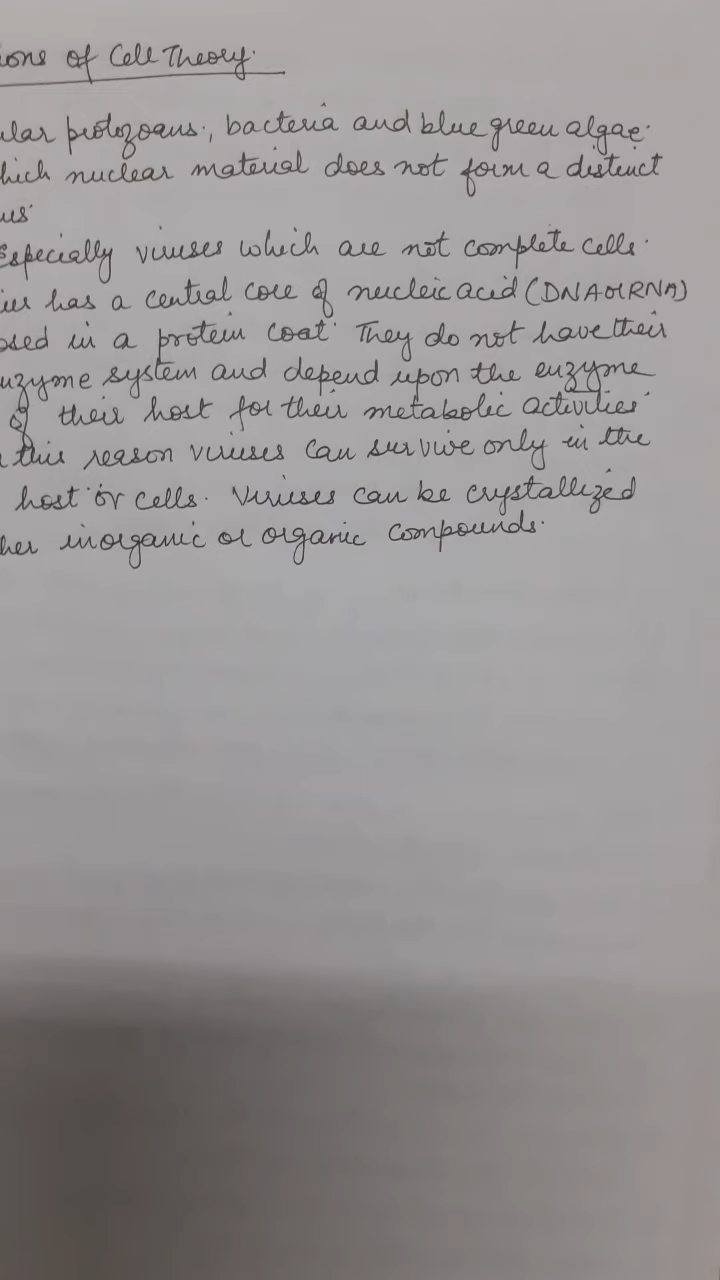 ions of Cell Theory.
ular protozoans., bacteria and blue green algae.
hich nuclear material does not form a distinct
us.
Especially viruses which are not complete cells.
us has a central core of nucleic acid (DNA or RNA)
osed in a protein coat. They do not have their
nzyme system and depend upon the enzyme
of their host for their metabolic activities.
this reason viruses can survive only in the
host or cells. Viruses can be crystallized
her inorganic or organic compounds.